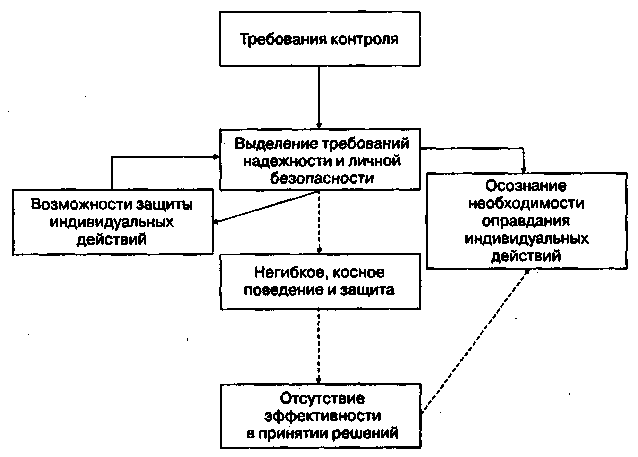 Требования контроля
Выделение требований
надежности и личной
безопасности
Возможности защиты
индивидуальных
действий
Осознание
необходимости
оправдания
индивидуальных
действий
Негибкое, косное
поведение и защита
Отсутствие
эффективности
в принятии решений